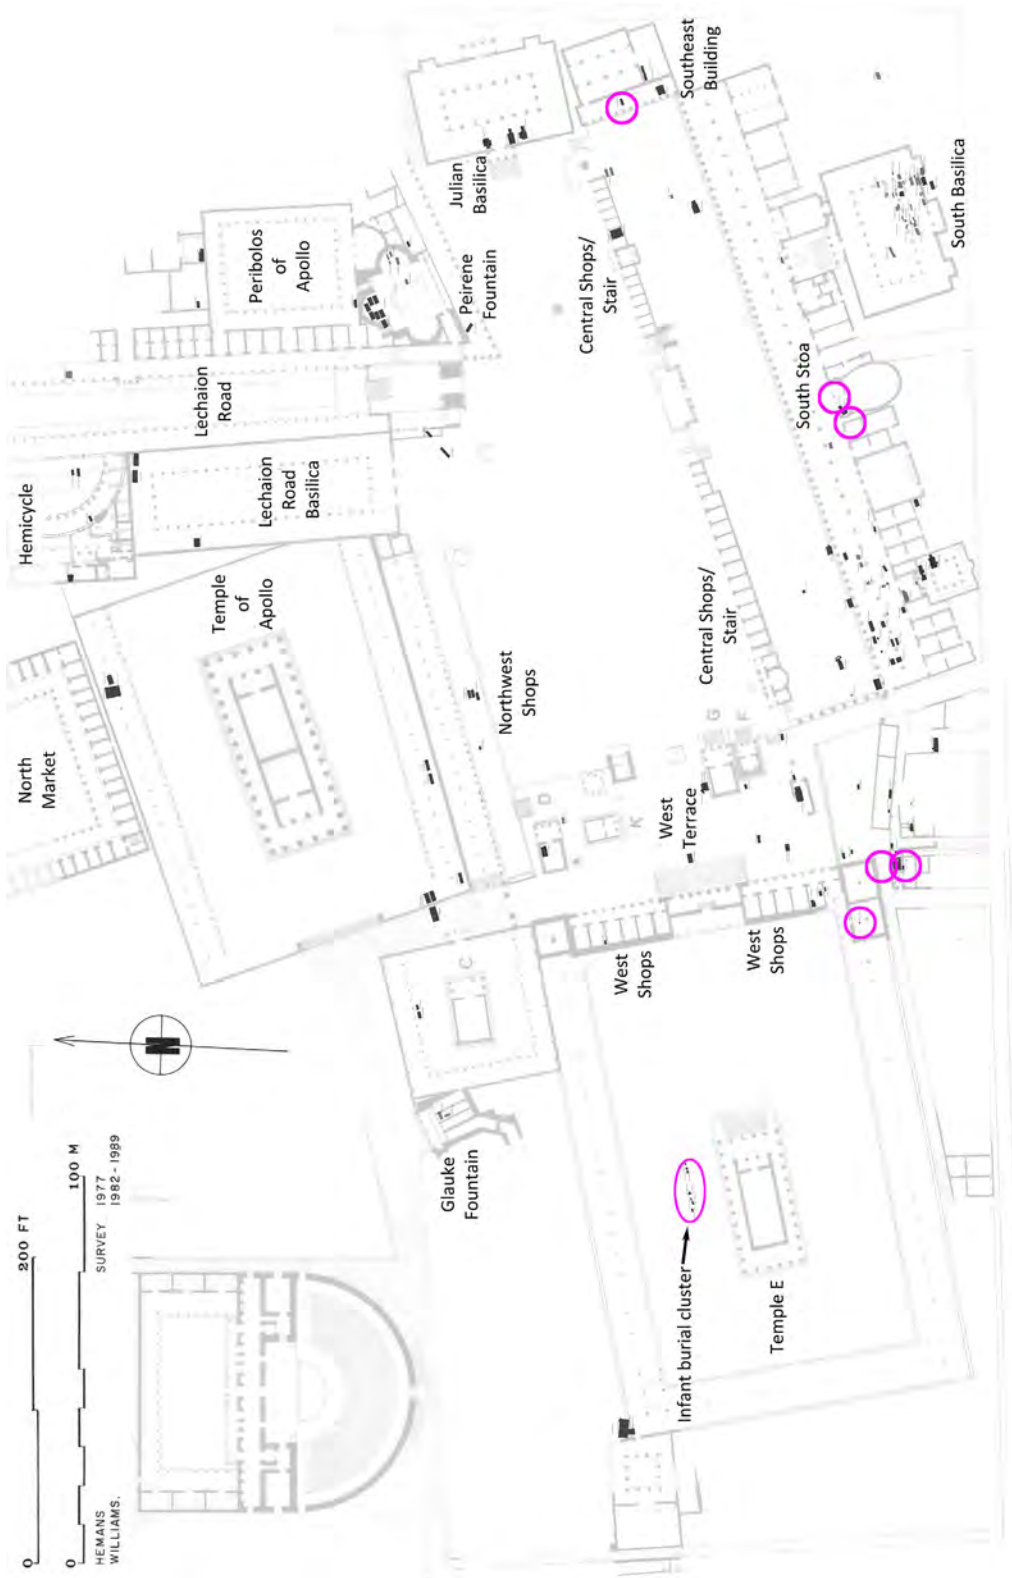 0
200 FT
0
100 M
HEMANS
WILLIAMS.
SURVEY 1977
1982 - 1989
N
North
Market
Hemicycle
Temple
of
Apollo
Lechaion
Road
Basilica
Lechaion
Road
Peribolos
of
Apollo
Peirene
Fountain
Julian
Basilica
Southeast
Building
Northwest
Shops
Central Shops/
Stair
Central Shops/
Stair
South Stoa
South Basilica
Glauke
Fountain
C
D
K
G
F
West
Terrace
West
Shops
West
Shops
Infant burial cluster
Temple E